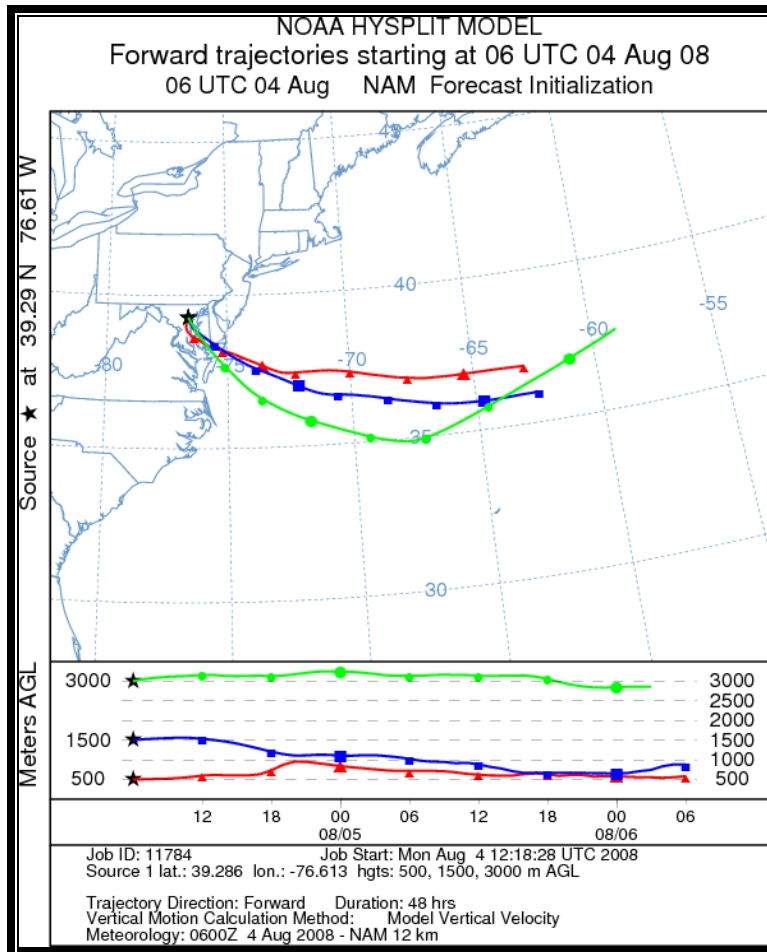 NOAA HYSPLIT MODEL
Forward trajectories starting at 06 UTC 04 Aug 08
06 UTC 04 Aug NAM Forecast Initialization
Source ★ at 39.29 N 76.61 W
40
-55
-60
-65
-70
-80
35
30
Meters AGL
3000 3000
2500
2000
1500 1500
1000
500 500
12 18 00 06 12 18 00 06
08/05 08/06
Job ID: 11784 Job Start: Mon Aug 4 12:18:28 UTC 2008
Source 1 lat.: 39.286 lon.: -76.613 hgts: 500, 1500, 3000 m AGL
Trajectory Direction: Forward Duration: 48 hrs
Vertical Motion Calculation Method: Model Vertical Velocity
Meteorology: 0600Z 4 Aug 2008 - NAM 12 km